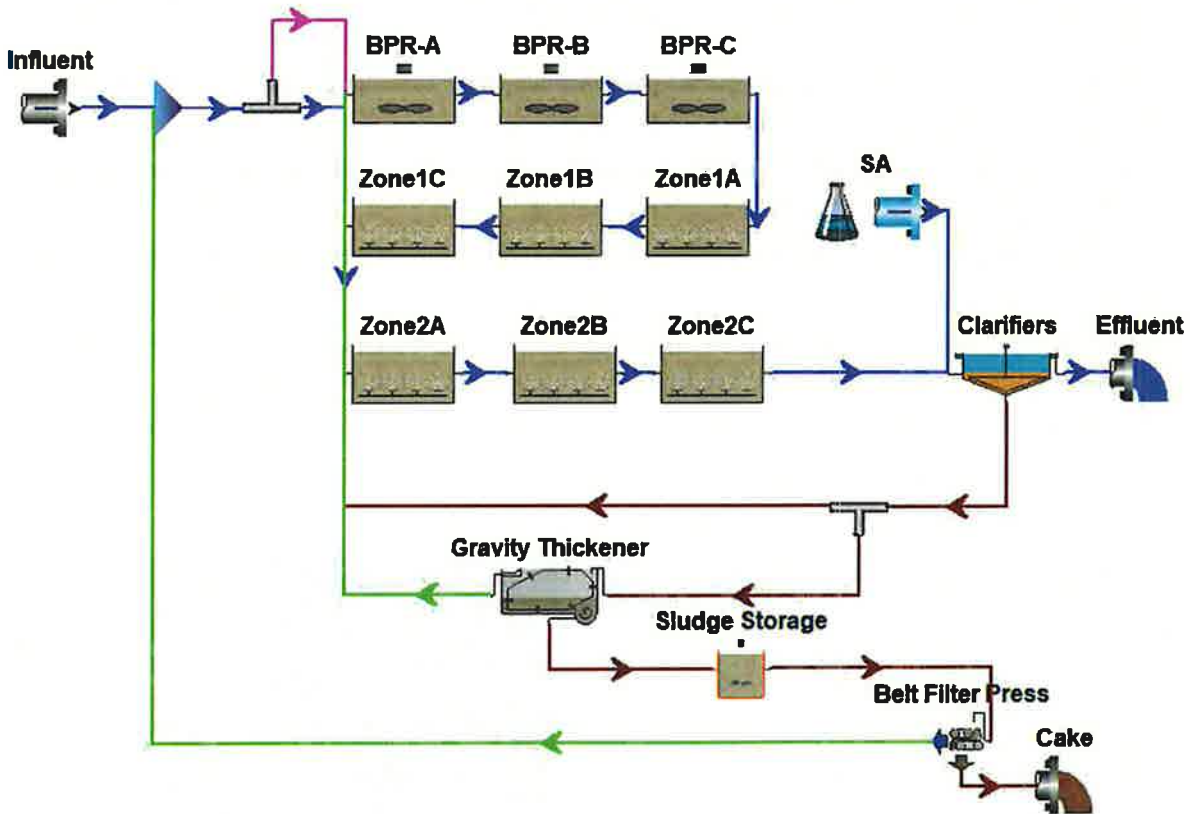 Influent
BPR-A
BPR-B
BPR-C
Zone1C
Zone1B
Zone1A
SA
Zone2A
Zone2B
Zone2C
Clarifiers
Effluent
Gravity Thickener
Sludge Storage
Belt Filter Press
Cake